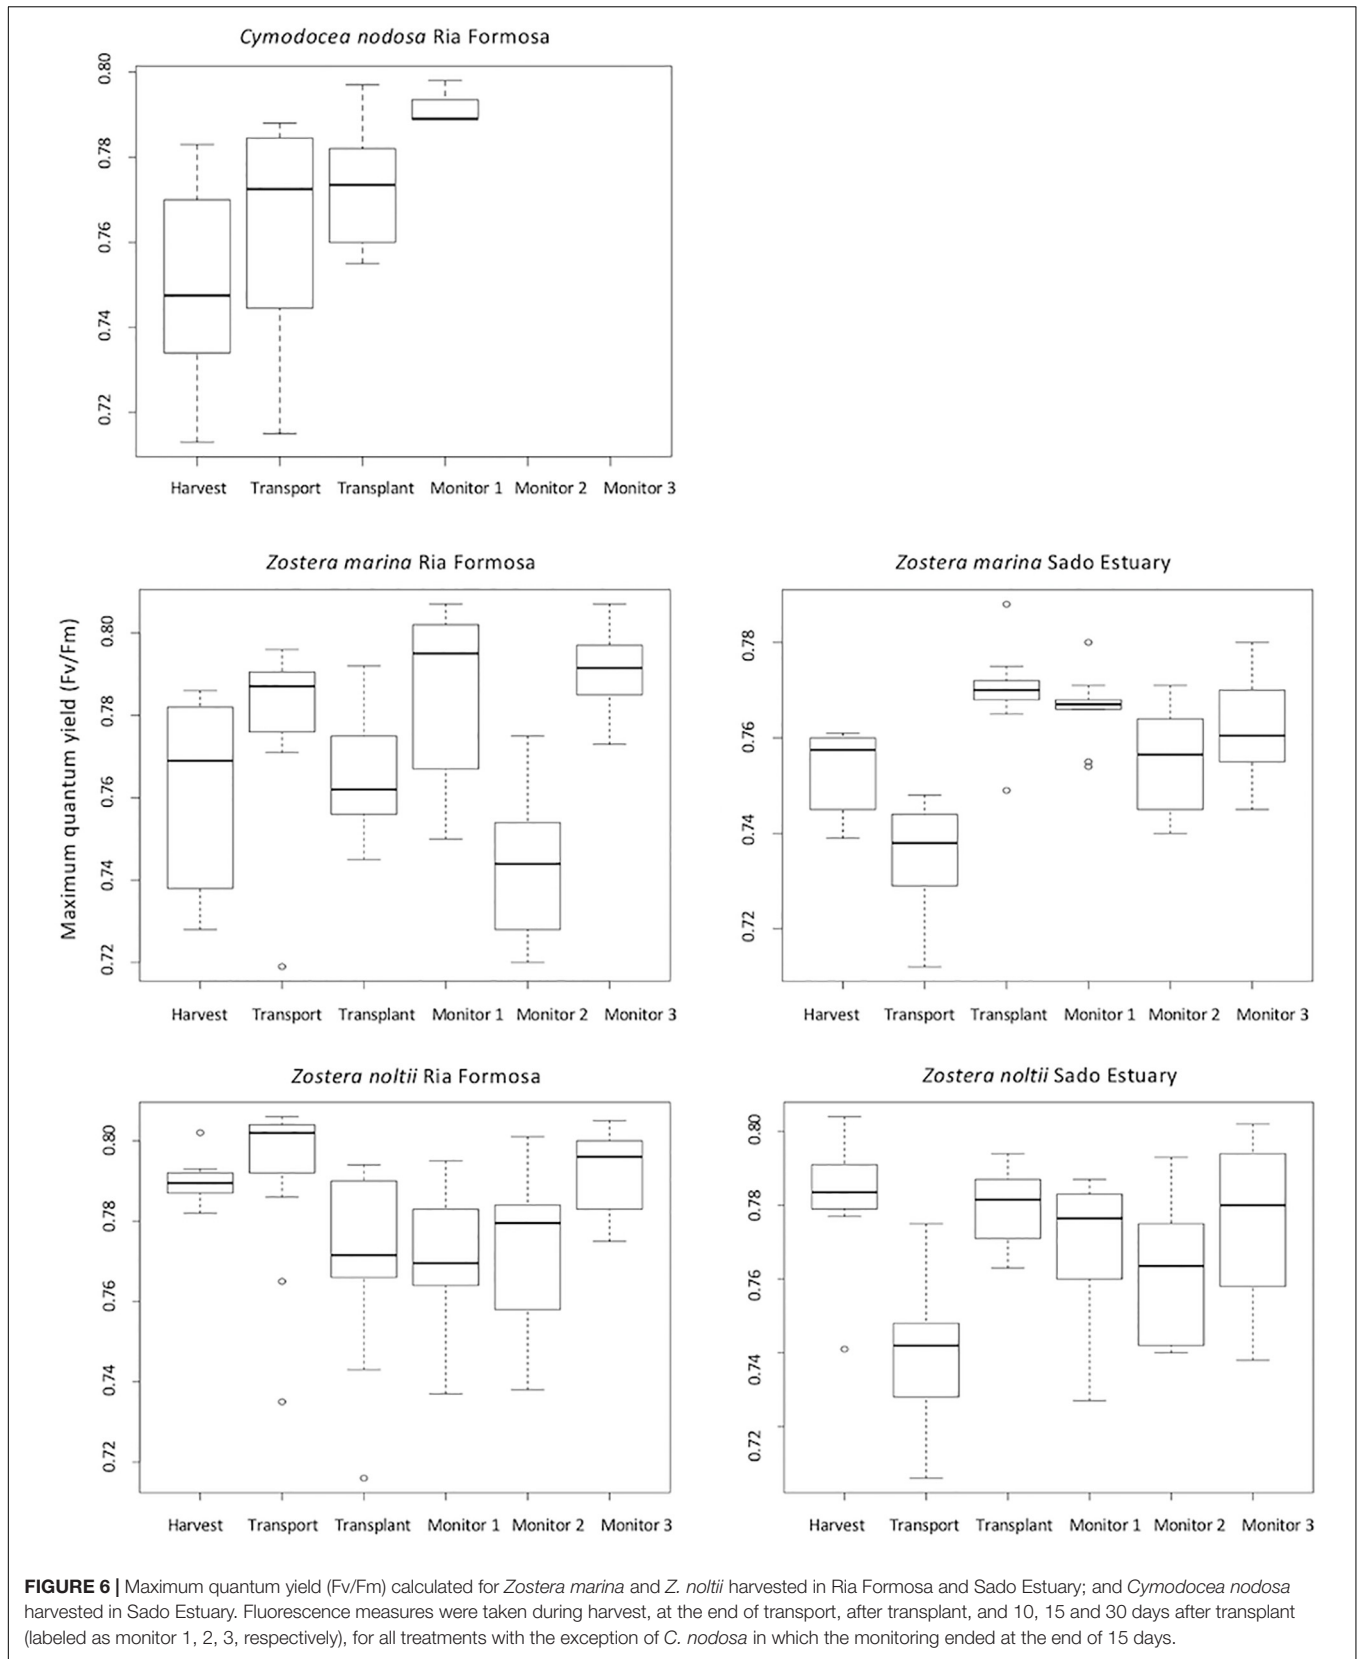 Cymodocea nodosa Ria Formosa
0.80
0.78
0.76
0.74
0.72
Harvest Transport Transplant Monitor 1 Monitor 2 Monitor 3
Maximum quantum yield (Fv/Fm)
Zostera marina Ria Formosa
0.80
0.78
0.76
0.74
0.72
Harvest Transport Transplant Monitor 1 Monitor 2 Monitor 3
Zostera marina Sado Estuary
0.78
0.76
0.74
0.72
Harvest Transport Transplant Monitor 1 Monitor 2 Monitor 3
Zostera noltii Ria Formosa
0.80
0.78
0.76
0.74
0.72
Harvest Transport Transplant Monitor 1 Monitor 2 Monitor 3
Zostera noltii Sado Estuary
0.80
0.78
0.76
0.74
0.72
Harvest Transport Transplant Monitor 1 Monitor 2 Monitor 3
FIGURE 6 | Maximum quantum yield (Fv/Fm) calculated for Zostera marina and Z. noltii harvested in Ria Formosa and Sado Estuary; and Cymodocea nodosa
harvested in Sado Estuary. Fluorescence measures were taken during harvest, at the end of transport, after transplant, and 10, 15 and 30 days after transplant
(labeled as monitor 1, 2, 3, respectively), for all treatments with the exception of C. nodosa in which the monitoring ended at the end of 15 days.